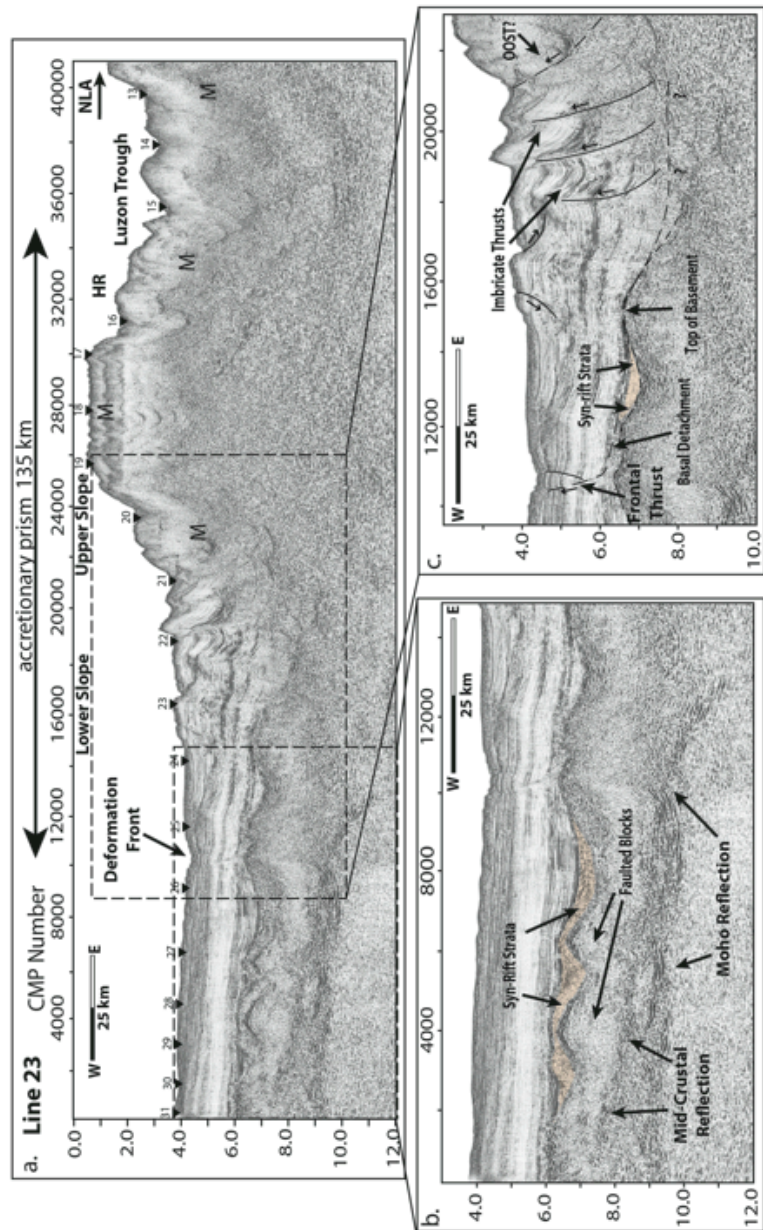 a. Line 23
CMP Number
accretionary prism 135 km
4000 8000 12000 16000 20000 24000 28000 32000 36000 40000
NLA
W E
25 km
Deformation
Front
Lower Slope
Upper Slope
HR
Luzon Trough
31 30 29 28 27 26 25 24 23 22 21 20 19 18 17 16 15 14 13
M M M M
0.0
2.0
4.0
6.0
8.0
10.0
12.0
b.
4000 8000 12000
W E
25 km
4.0
6.0
8.0
10.0
12.0
Syn-Rift Strata
Faulted Blocks
Mid-Crustal
Reflection
Moho Reflection
c.
12000 16000 20000
W E
25 km
4.0
6.0
8.0
10.0
Imbricate Thrusts
OOST?
Syn-rift Strata
Frontal
Thrust
Basal Detachment
Top of Basement
? ?